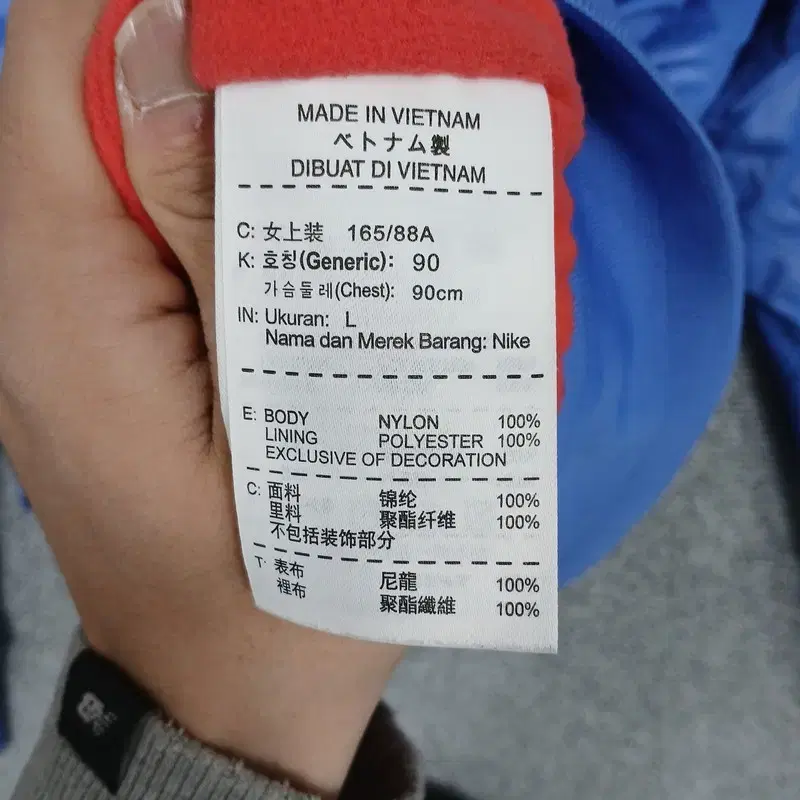 MADE IN VIETNAM
ベトナム製
DIBUAT DI VIETNAM
C: 女上装 165/88A
K: 호칭(Generic): 90
가슴둘레(Chest): 90cm
IN: Ukuran: L
Nama dan Merek Barang: Nike
E: BODY NYLON 100%
LINING POLYESTER 100%
EXCLUSIVE OF DECORATION
C: 面料 锦纶 100%
里料 聚酯纤维 100%
不包括装饰部分
T: 表布 尼龍 100%
裡布 聚酯纖維 100%